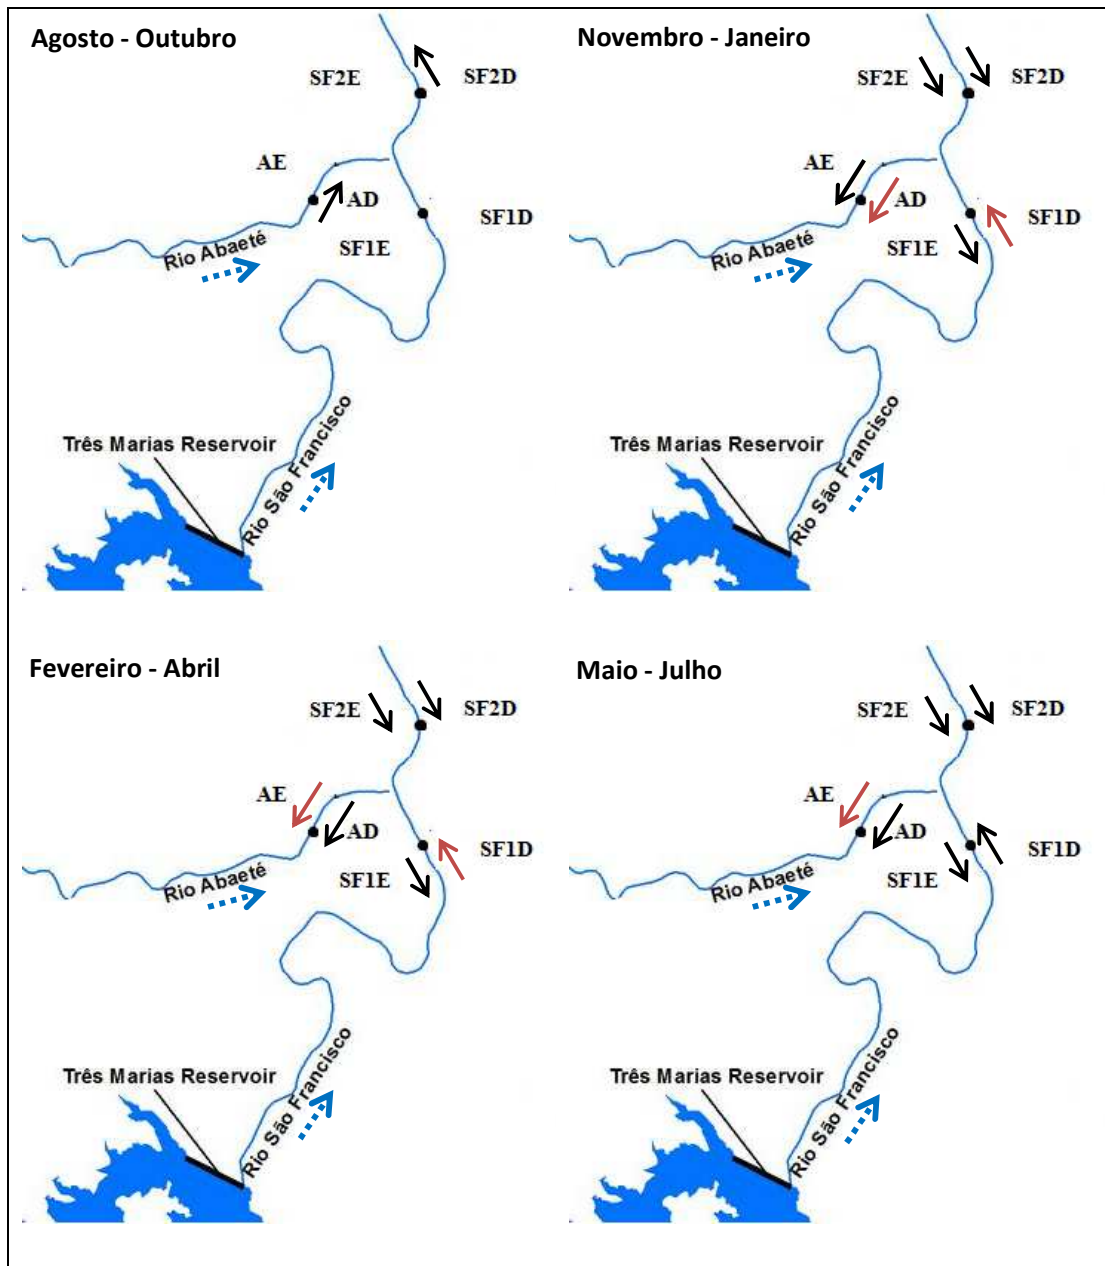 Agosto - Outubro
SF2E
SF2D
AE
AD
SF1D
SF1E
Rio Abaeté
Três Marias Reservoir
Rio São Francisco
Novembro - Janeiro
SF2E
SF2D
AE
AD
SF1D
SF1E
Rio Abaeté
Três Marias Reservoir
Rio São Francisco
Fevereiro - Abril
SF2E
SF2D
AE
AD
SF1D
SF1E
Rio Abaeté
Três Marias Reservoir
Rio São Francisco
Maio - Julho
SF2E
SF2D
AE
AD
SF1D
SF1E
Rio Abaeté
Três Marias Reservoir
Rio São Francisco